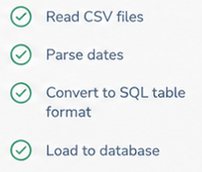 Read CSV files
Parse dates
Convert to SQL table
format
Load to database